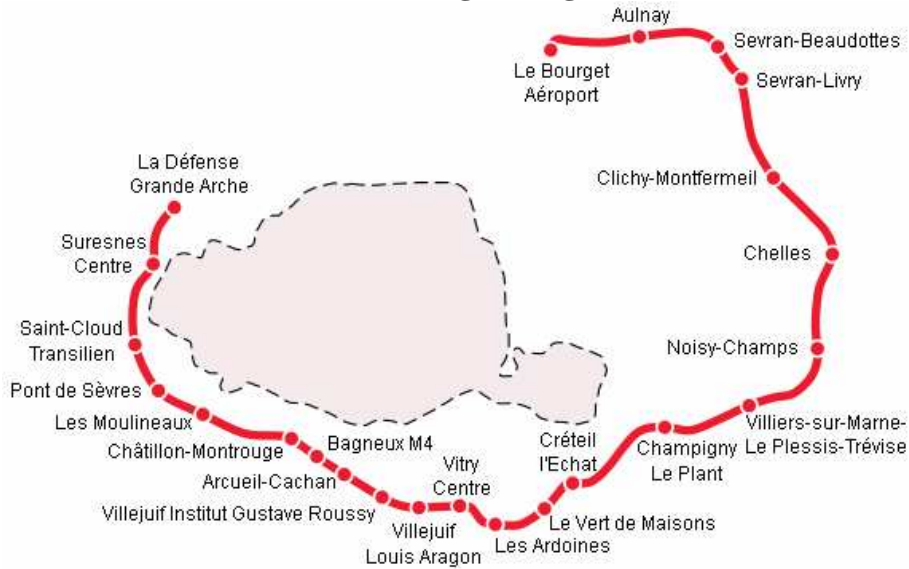 Aulnay
Sevran-Beaudottes
Le Bourget
Aéroport
Sevran-Livry
La Défense
Grande Arche
Clichy-Montfermeil
Suresnes
Centre
Chelles
Saint-Cloud
Transilien
Noisy-Champs
Pont de Sèvres
Les Moulineaux
Châtillon-Montrouge
Bagneux M4
Arcueil-Cachan
Villejuif Institut Gustave Roussy
Villejuif
Louis Aragon
Vitry
Centre
Les Ardoines
Le Vert de Maisons
Créteil
l'Echat
Champigny
Le Plant
Villiers-sur-Marne-
Le Plessis-Trévise